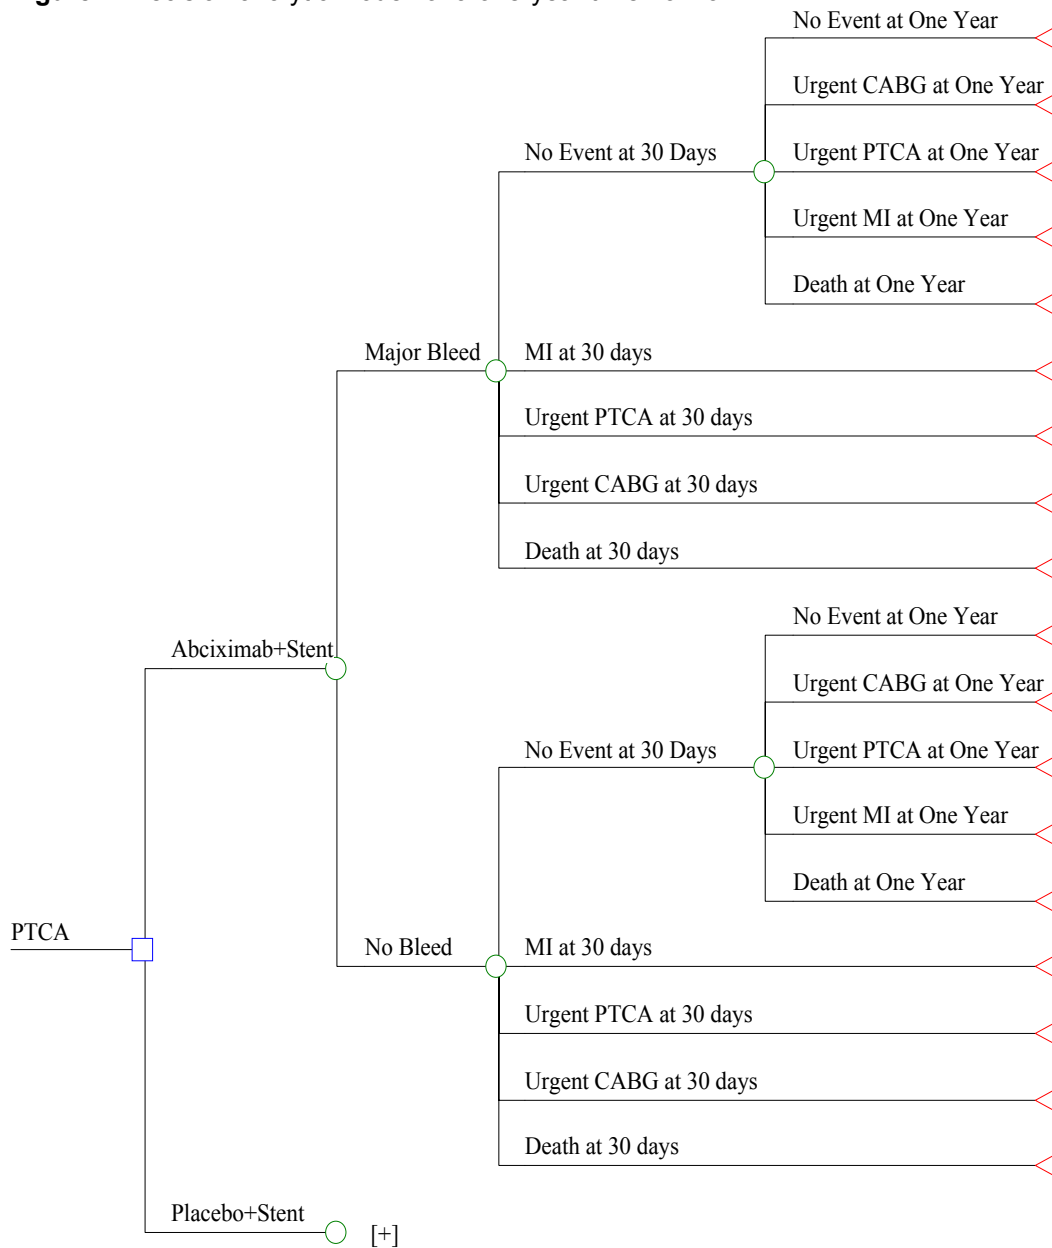 No Event at One Year
Urgent CABG at One Year
No Event at 30 Days
Urgent PTCA at One Year
Urgent MI at One Year
Death at One Year
Major Bleed
MI at 30 days
Urgent PTCA at 30 days
Urgent CABG at 30 days
Death at 30 days
No Event at One Year
Abciximab+Stent
Urgent CABG at One Year
No Event at 30 Days
Urgent PTCA at One Year
Urgent MI at One Year
Death at One Year
PTCA
No Bleed
MI at 30 days
Urgent PTCA at 30 days
Urgent CABG at 30 days
Death at 30 days
Placebo+Stent
[+]